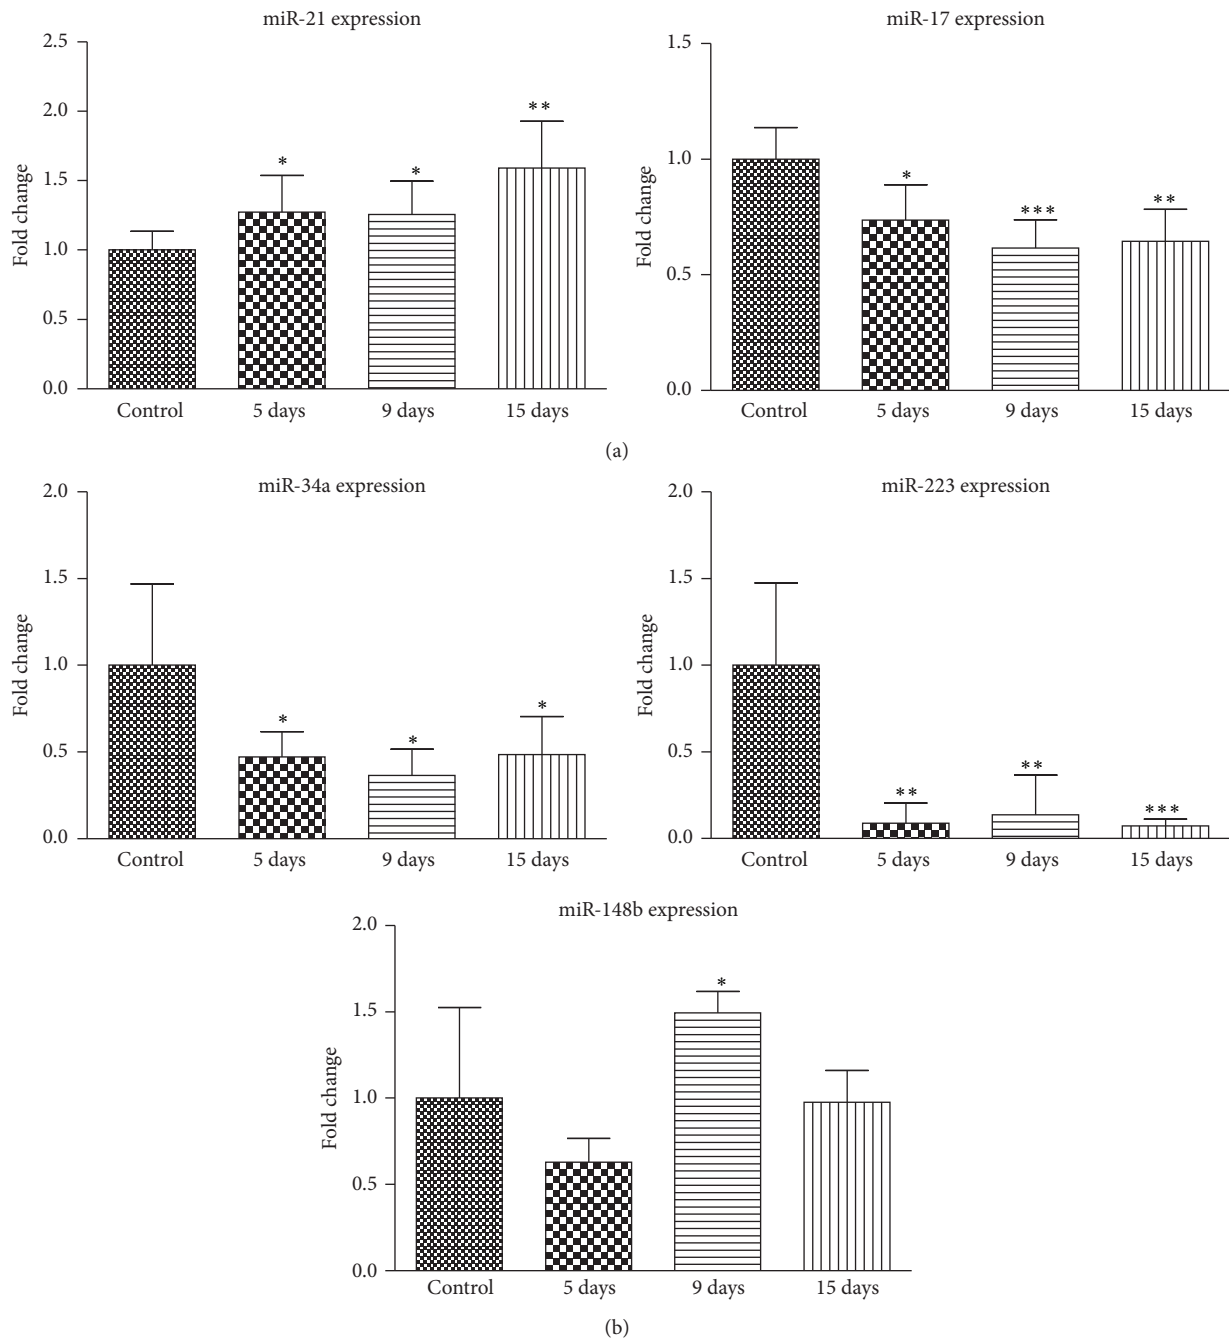 miR-21 expression
2.5
2.0
1.5
1.0
0.5
0.0
Fold change
*
*
**
Control 5 days 9 days 15 days
miR-17 expression
1.5
1.0
0.5
0.0
Fold change
*
***
**
Control 5 days 9 days 15 days
(a)
miR-34a expression
2.0
1.5
1.0
0.5
0.0
Fold change
*
*
*
Control 5 days 9 days 15 days
miR-223 expression
2.0
1.5
1.0
0.5
0.0
Fold change
**
**
***
Control 5 days 9 days 15 days
miR-148b expression
2.0
1.5
1.0
0.5
0.0
Fold change
*
Control 5 days 9 days 15 days
(b)